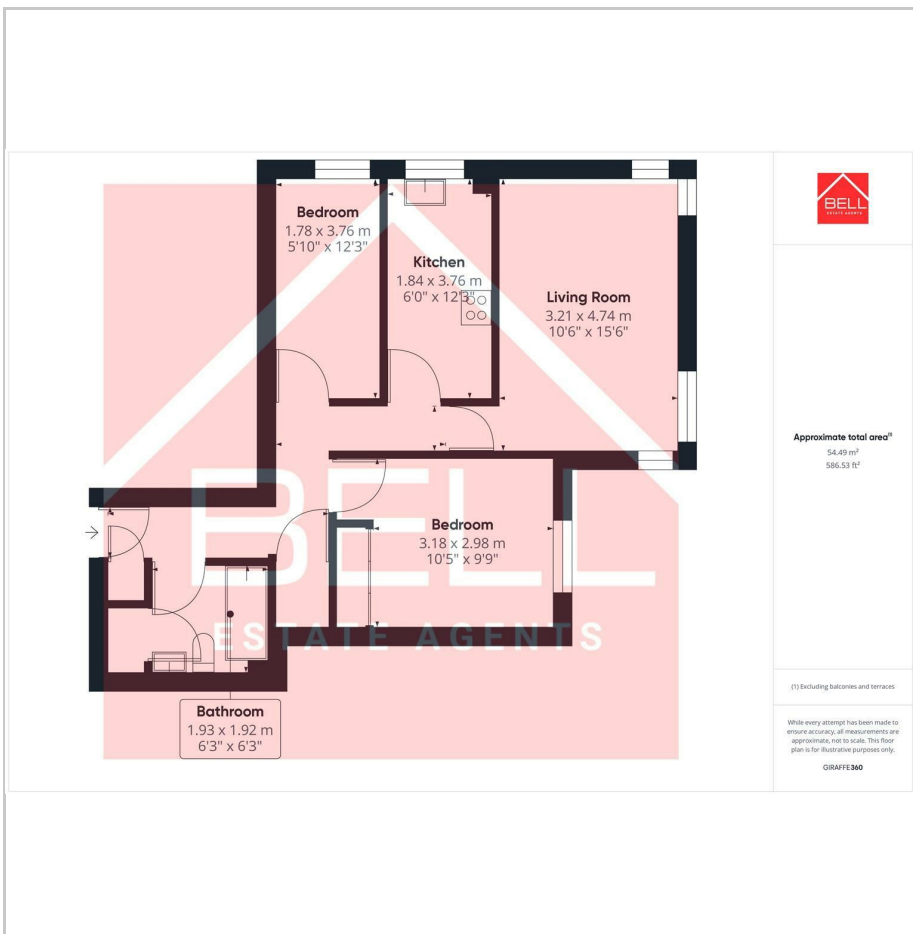 Bedroom
1.78 x 3.76 m
5'10" x 12'3"
Kitchen
1.84 x 3.76 m
6'0" x 12'3"
Living Room
3.21 x 4.74 m
10'6" x 15'6"
Bedroom
3.18 x 2.98 m
10'5" x 9'9"
Bathroom
1.93 x 1.92 m
6'3" x 6'3"
BELL
ESTATE AGENTS
BELL
ESTATE AGENTS
Approximate total area⁽¹⁾
54.49 m²
586.53 ft²
(1) Excluding balconies and terraces
While every attempt has been made to
ensure accuracy, all measurements are
approximate, not to scale. This floor
plan is for illustrative purposes only.
GIRAFFE360